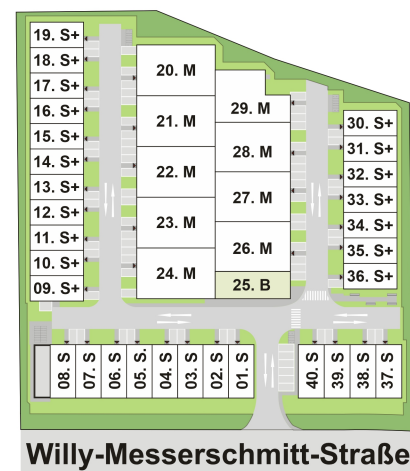 19. S+
18. S+
17. S+
16. S+
15. S+
14. S+
13. S+
12. S+
11. S+
10. S+
09. S+
20. M
21. M
22. M
23. M
24. M
29. M
28. M
27. M
26. M
25. B
30. S+
31. S+
32. S+
33. S+
34. S+
35. S+
36. S+
08. S
07. S
06. S
05. S
04. S
03. S
02. S
01. S
40. S
39. S
38. S
37. S
Willy-Messerschmitt-Straße